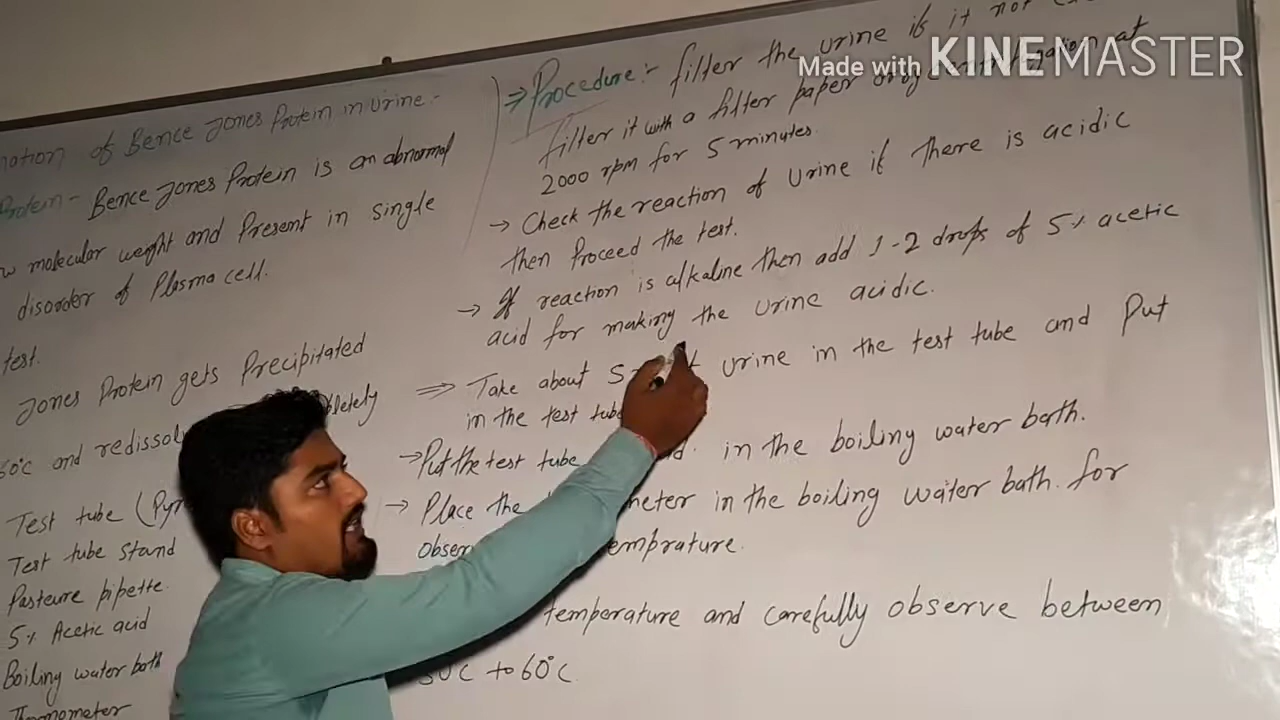 Made with KINEMASTER
of Bence Jones Protein in urine :-
Protein - Bence Jones Protein is an abnormal
molecular weight and Present in single
disorder of Plasma cell.
test.
Jones Protein gets Precipitated
60°c and
Test tube
Test tube stand
Pasteure pipette
5% Acetic acid
Boiling water bath
Thermometer
⇒ Procedure :- filter the urine if it not
filter it with a filter paper or at
2000 rpm for 5 minutes.
→ Check the reaction of urine if there is acidic
then Proceed the test.
→ If reaction is alkaline then add 1-2 drops of 5% acetic
acid for making the urine acidic.
⇒ Take about urine in the test tube and Put
in the test tube
→ Put the test tube in the boiling water bath.
→ Place the in the boiling water bath for
temperature and carefully observe between
to 60°c